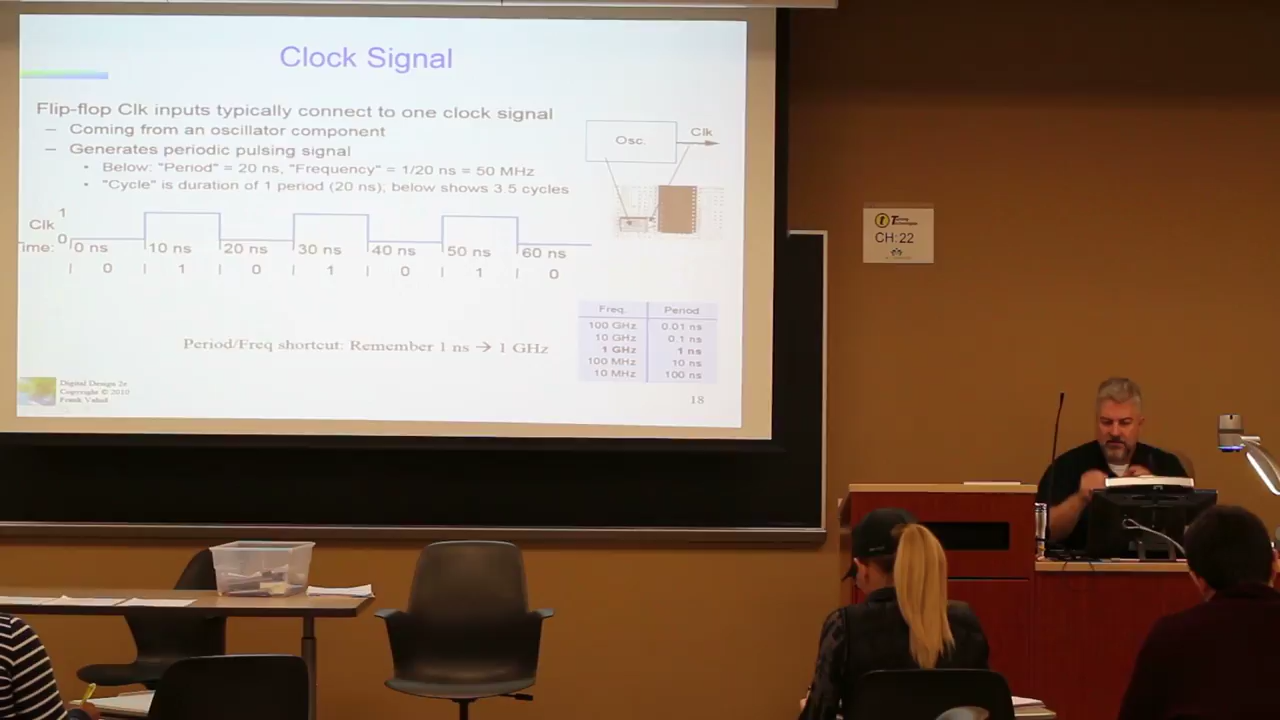 Clock Signal
Flip-flop Clk inputs typically connect to one clock signal
– Coming from an oscillator component
– Generates periodic pulsing signal
• Below: "Period" = 20 ns, "Frequency" = 1/20 ns = 50 MHz
• "Cycle" is duration of 1 period (20 ns); below shows 3.5 cycles
Osc.
Clk
Clk
1
0
ime:
0 ns 10 ns 20 ns 30 ns 40 ns 50 ns 60 ns
| 0 | 1 | 0 | 1 | 0 | 1 | 0
Freq. Period
100 GHz 0.01 ns
10 GHz 0.1 ns
1 GHz 1 ns
100 MHz 10 ns
10 MHz 100 ns
Period/Freq shortcut: Remember 1 ns → 1 GHz
Digital Design 2e
Copyright © 2010
Frank Vahid
18
Turning
Technologies
CH:22